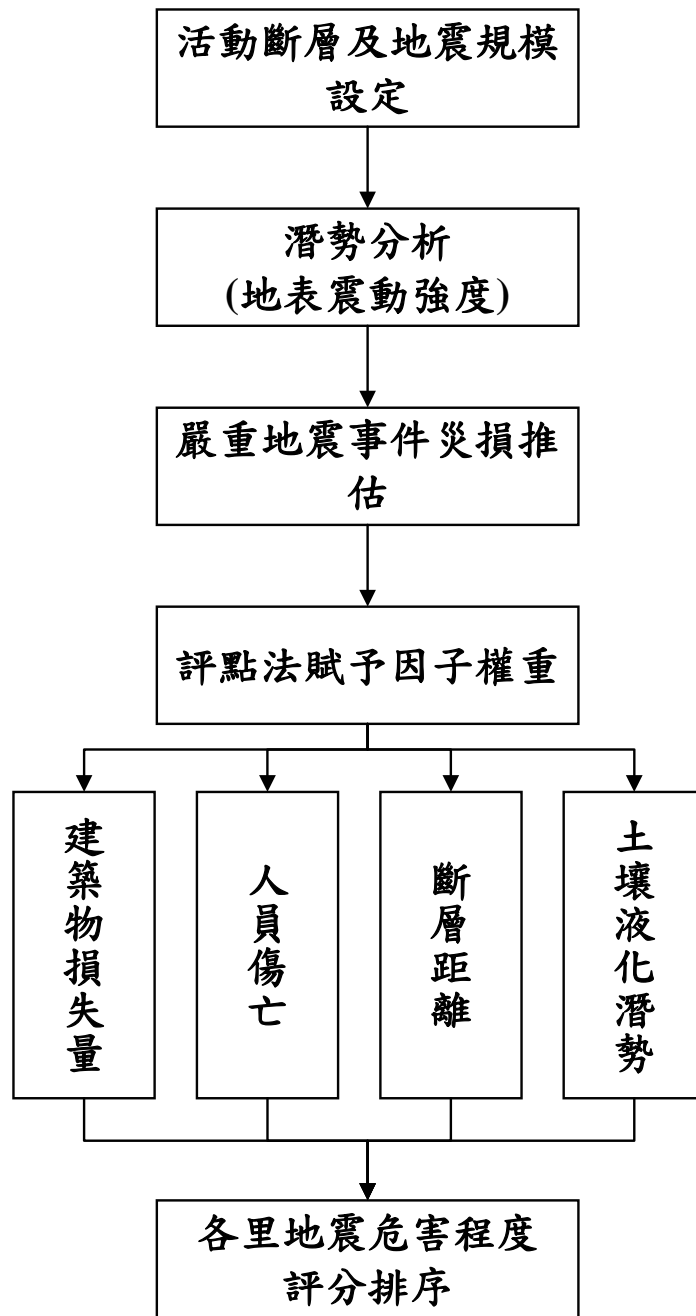 活動斷層及地震規模
設定
潛勢分析
(地表震動強度)
嚴重地震事件災損推
估
評點法賦予因子權重
建築物損失量
人員傷亡
斷層距離
土壤液化潛勢
各里地震危害程度
評分排序